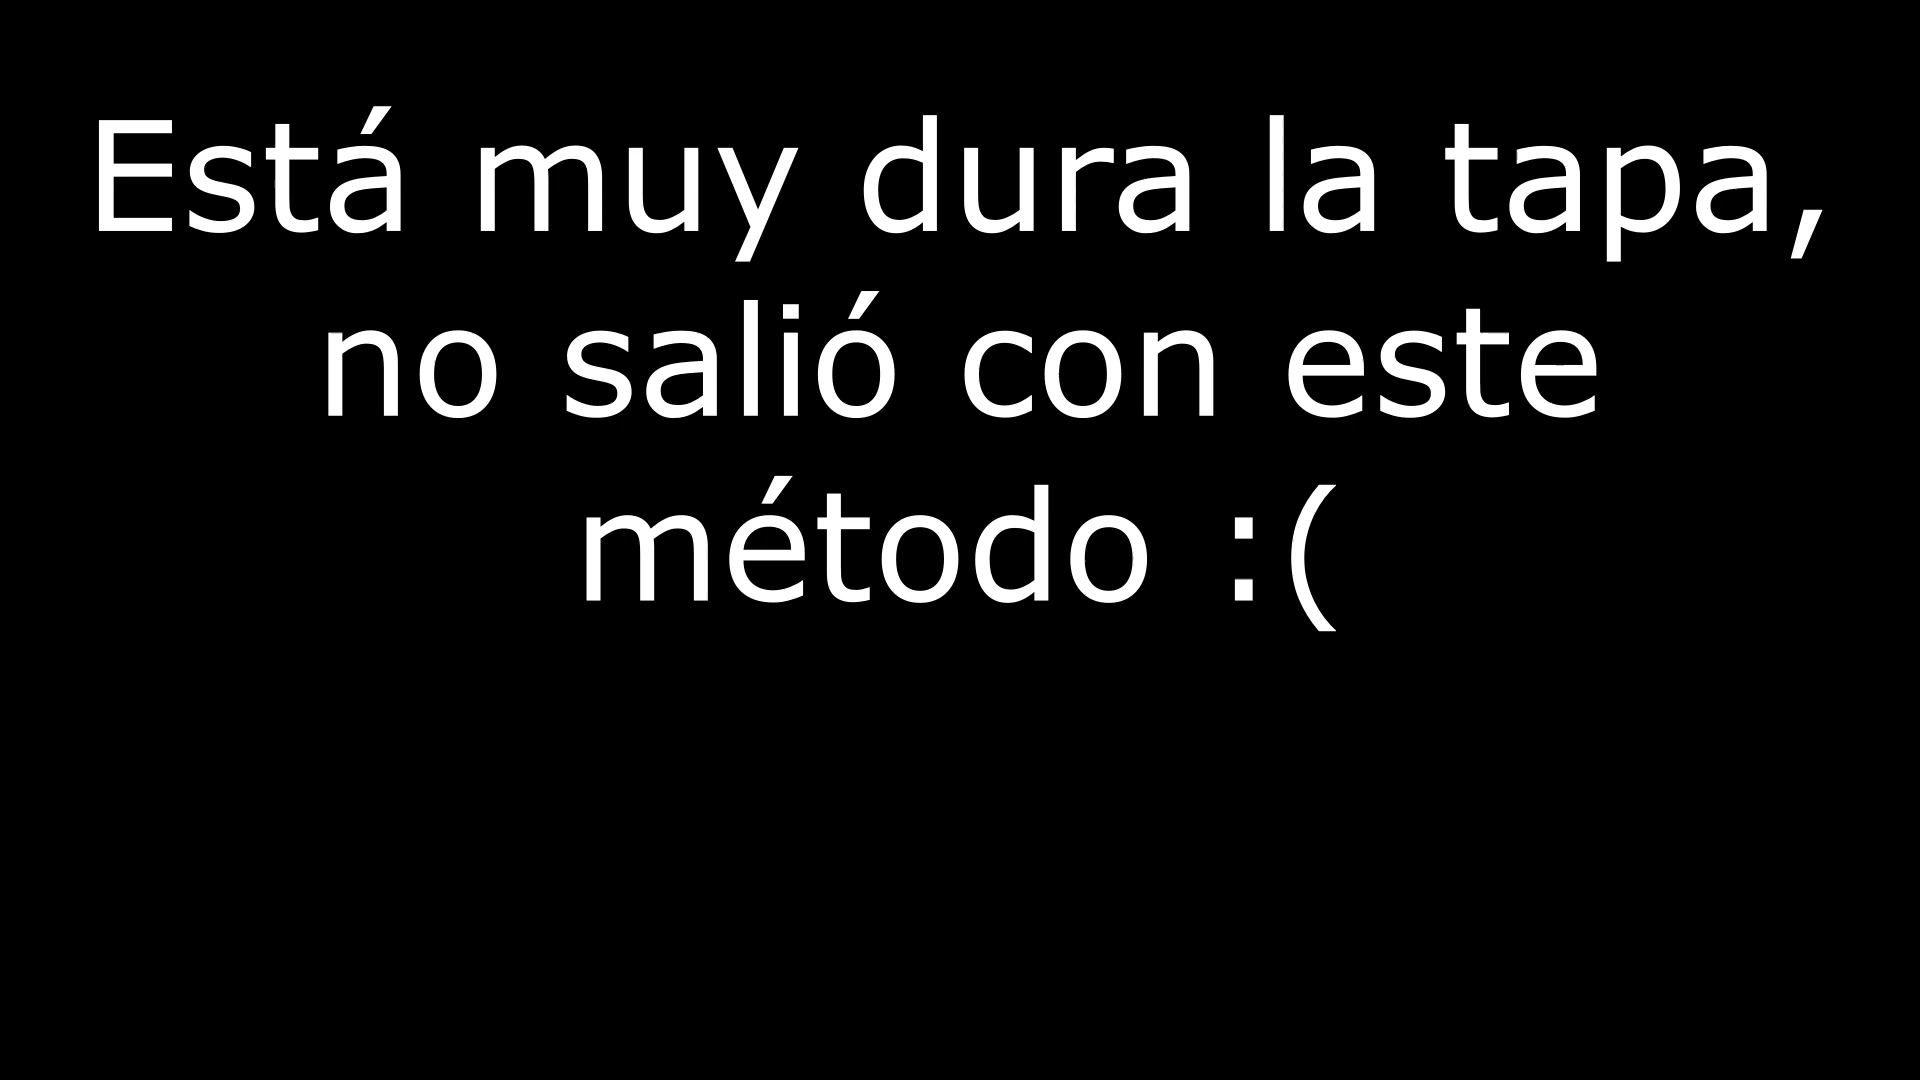 Está muy dura la tapa,
no salió con este
método :(